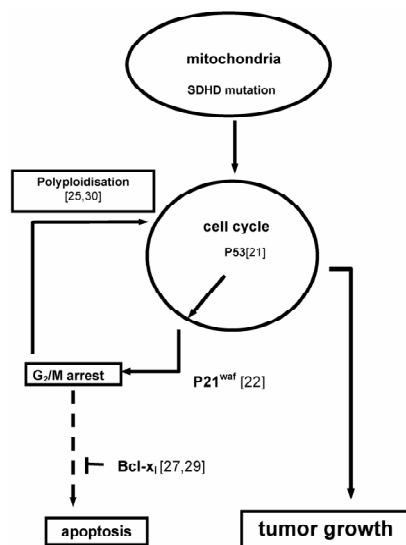 mitochondria
SDHD mutation
Polyploidisation
[25,30]
cell cycle
P53[21]
G₂/M arrest
P21ʷᵃᶠ [22]
Bcl-xₗ [27,29]
apoptosis
tumor growth